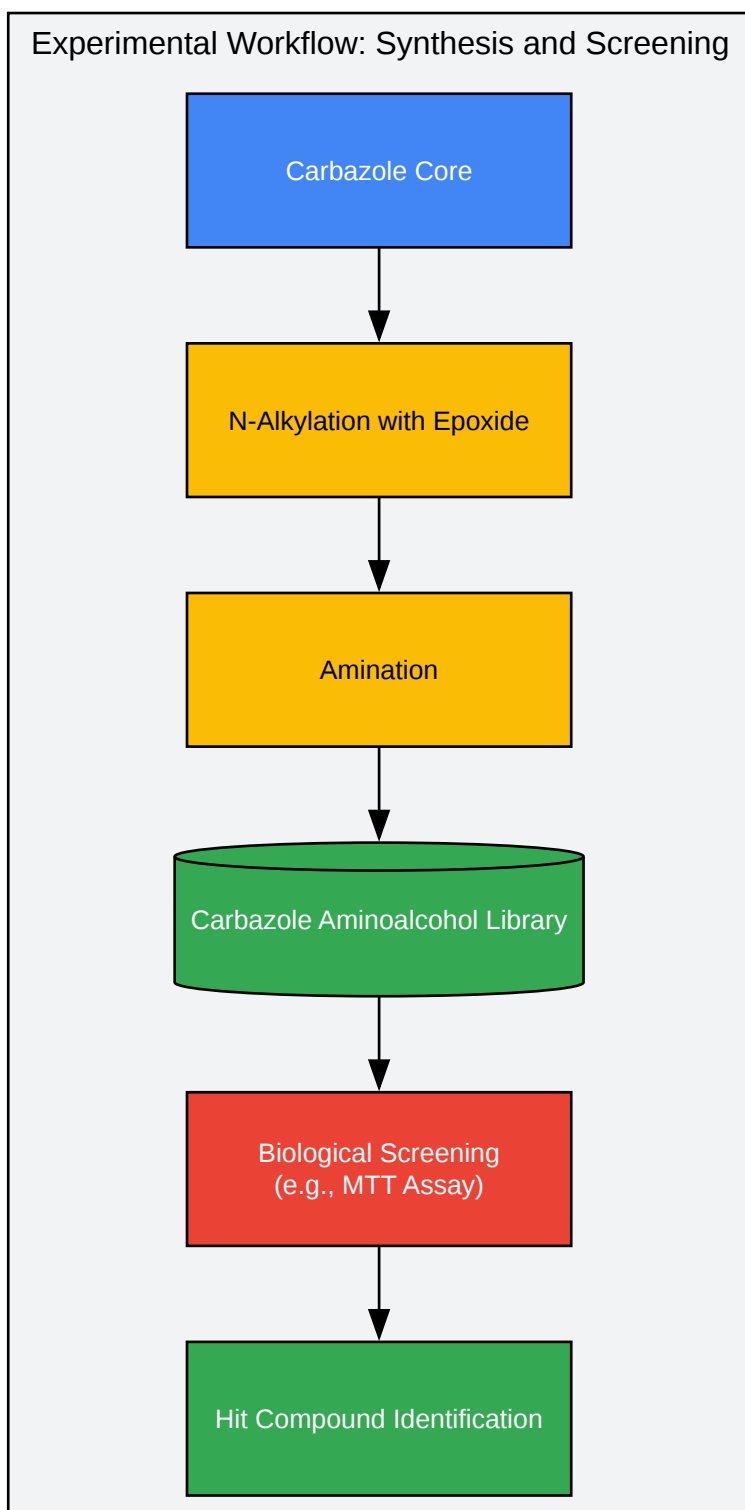 Experimental Workflow: Synthesis and Screening
Carbazole Core
N-Alkylation with Epoxide
Amination
Carbazole Aminoalcohol Library
Biological Screening
(e.g., MTT Assay)
Hit Compound Identification